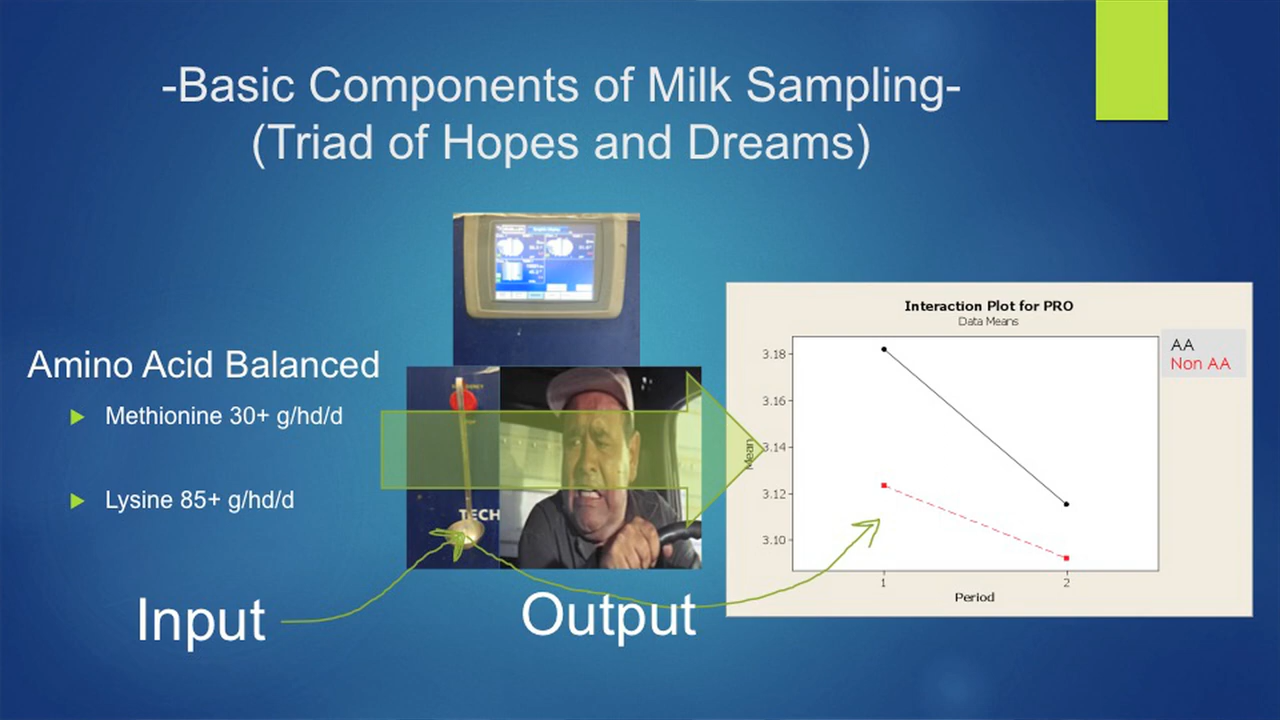 -Basic Components of Milk Sampling-
(Triad of Hopes and Dreams)
Amino Acid Balanced
Methionine 30+ g/hd/d
Lysine 85+ g/hd/d
TECH
Input
Output
Interaction Plot for PRO
Data Means
AA
Non AA
Mean
3.18
3.16
3.14
3.12
3.10
1
2
Period